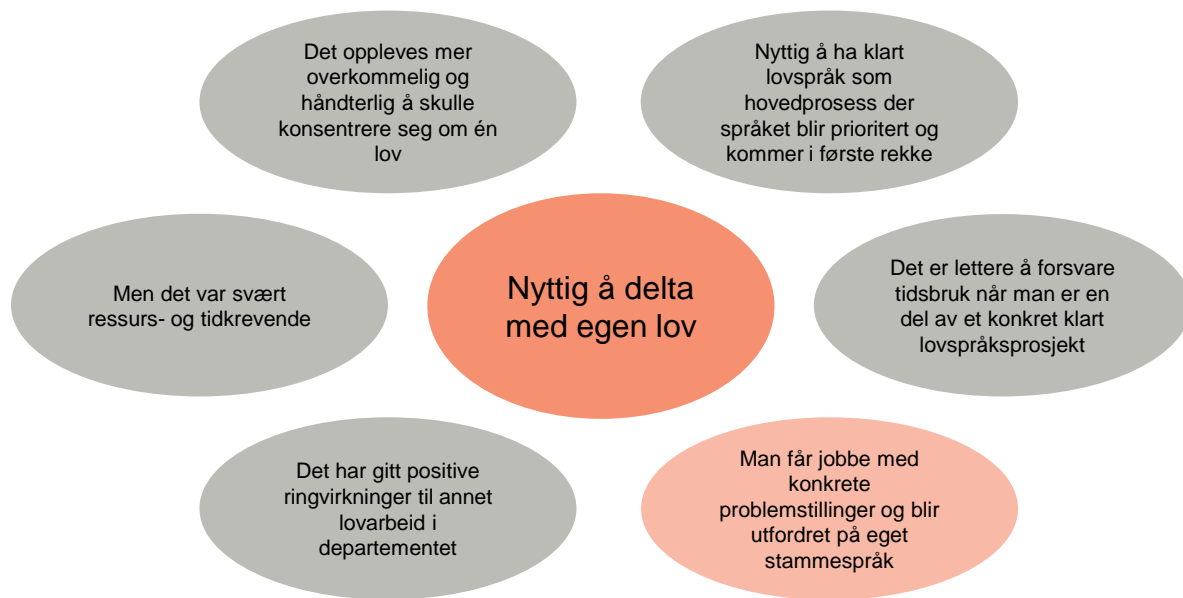 Det oppleves mer
overkommelig og
håndterlig å skulle
konsentrere seg om én
lov
Nyttig å ha klart
lovspråk som
hovedprosess der
språket blir prioritert og
kommer i første rekke
Men det var svært
ressurs- og tidkrevende
Nyttig å delta
med egen lov
Det er lettere å forsvare
tidsbruk når man er en
del av et konkret klart
lovspråksprosjekt
Det har gitt positive
ringvirkninger til annet
lovarbeid i
departementet
Man får jobbe med
konkrete
problemstillinger og blir
utfordret på eget
stammespråk